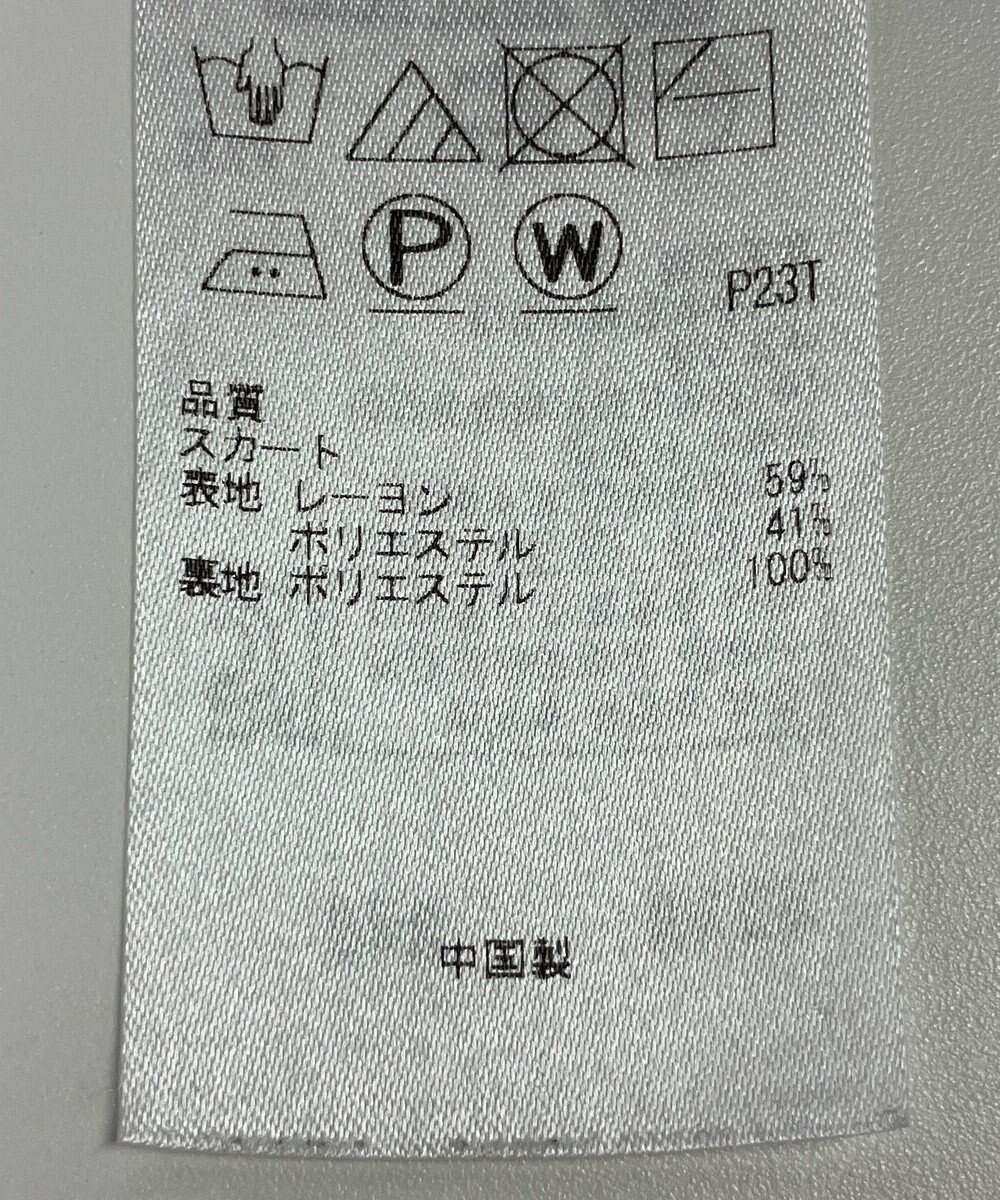 P W P23T
品質
スカート
表地 レーヨン 59%
ポリエステル 41%
裏地 ポリエステル 100%
中国製